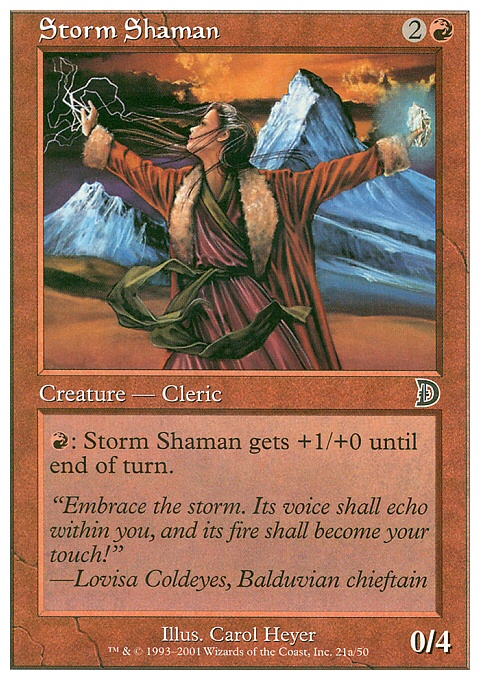 Storm Shaman 2
Creature — Cleric
: Storm Shaman gets +1/+0 until
end of turn.
“Embrace the storm. Its voice shall echo
within you, and its fire shall become your
touch!”
—Lovisa Coldeyes, Balduvian chieftain
Illus. Carol Heyer
™ & © 1993–2001 Wizards of the Coast, Inc. 21a/50
0/4